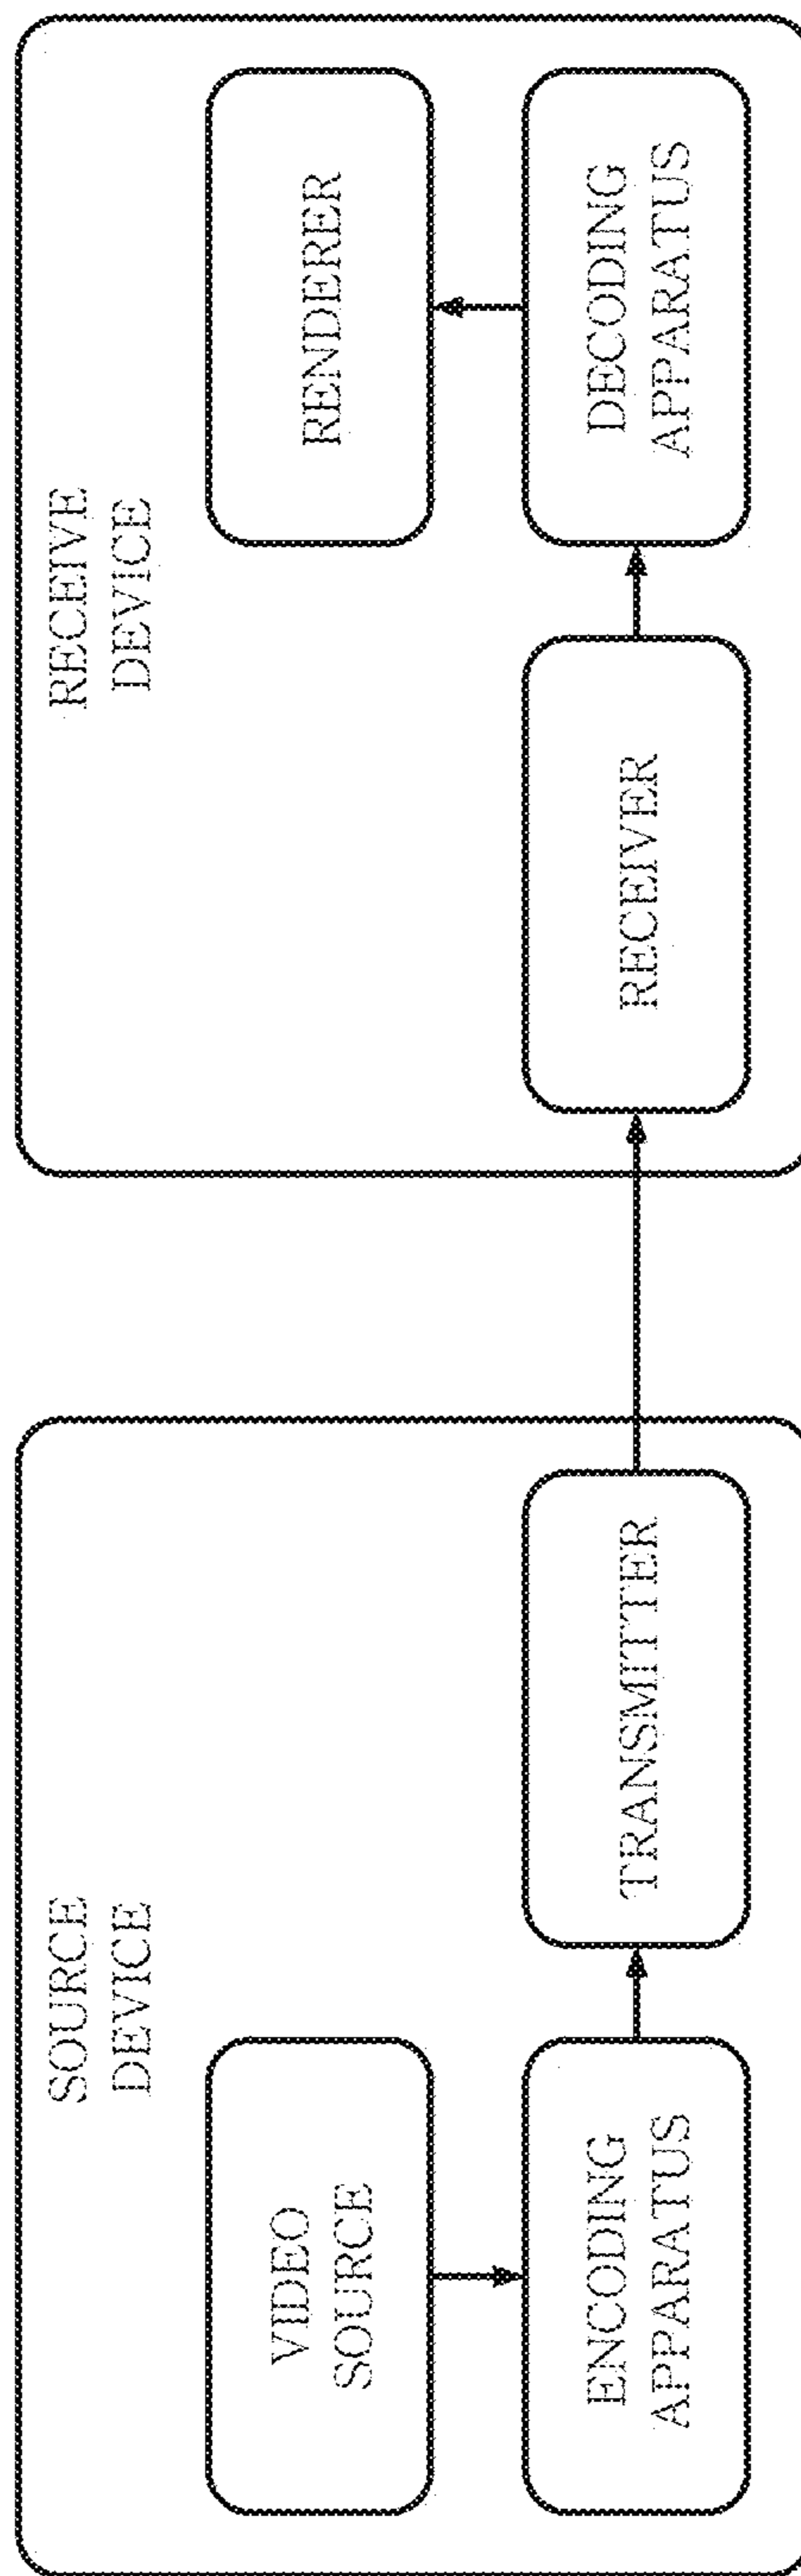 SOURCE
DEVICE
VIDEO
SOURCE
ENCODING
APPARATUS
TRANSMITTER
RECEIVE
DEVICE
RECEIVER
DECODING
APPARATUS
RENDERER